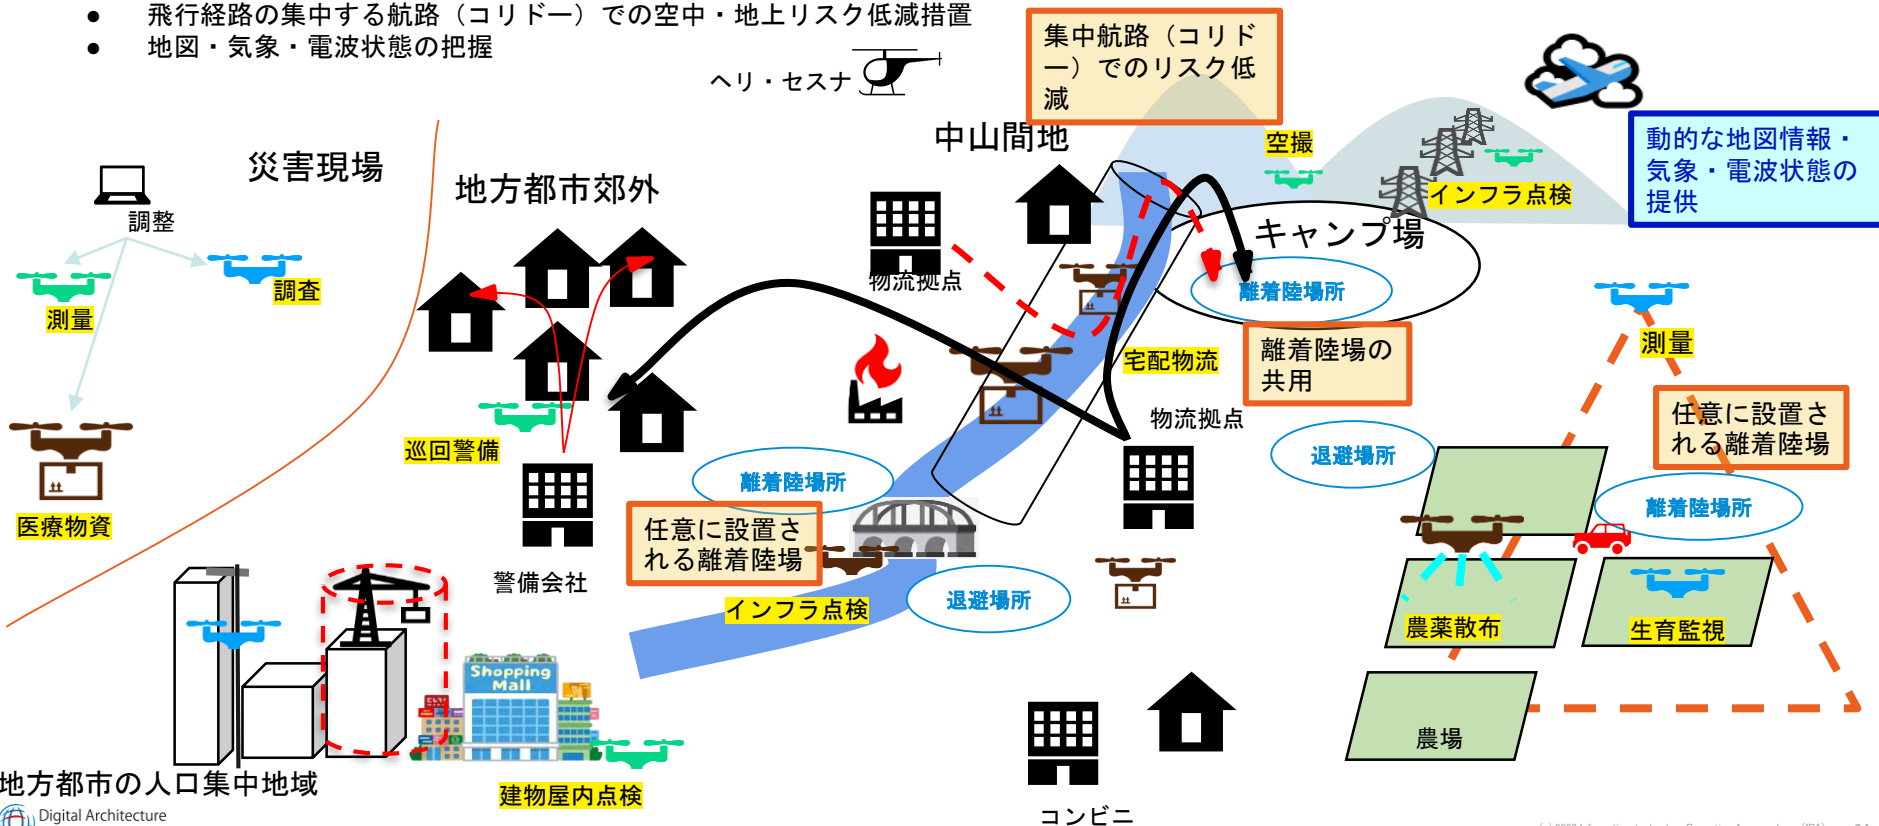 ● 飛行経路の集中する航路（コリドー）での空中・地上リスク低減措置
● 地図・気象・電波状態の把握
ヘリ・セスナ
集中航路（コリド
ー）でのリスク低
減
中山間地
空撮
インフラ点検
動的な地図情報・
気象・電波状態の
提供
災害現場
地方都市郊外
調整
測量
調査
医療物資
物流拠点
キャンプ場
離着陸場所
離着陸場の
共用
宅配物流
物流拠点
測量
任意に設置さ
れる離着陸場
退避場所
離着陸場所
巡回警備
警備会社
離着陸場所
任意に設置さ
れる離着陸場
インフラ点検
退避場所
農薬散布
生育監視
農場
Shopping
Mall
建物屋内点検
地方都市の人口集中地域
コンビニ
Digital Architecture